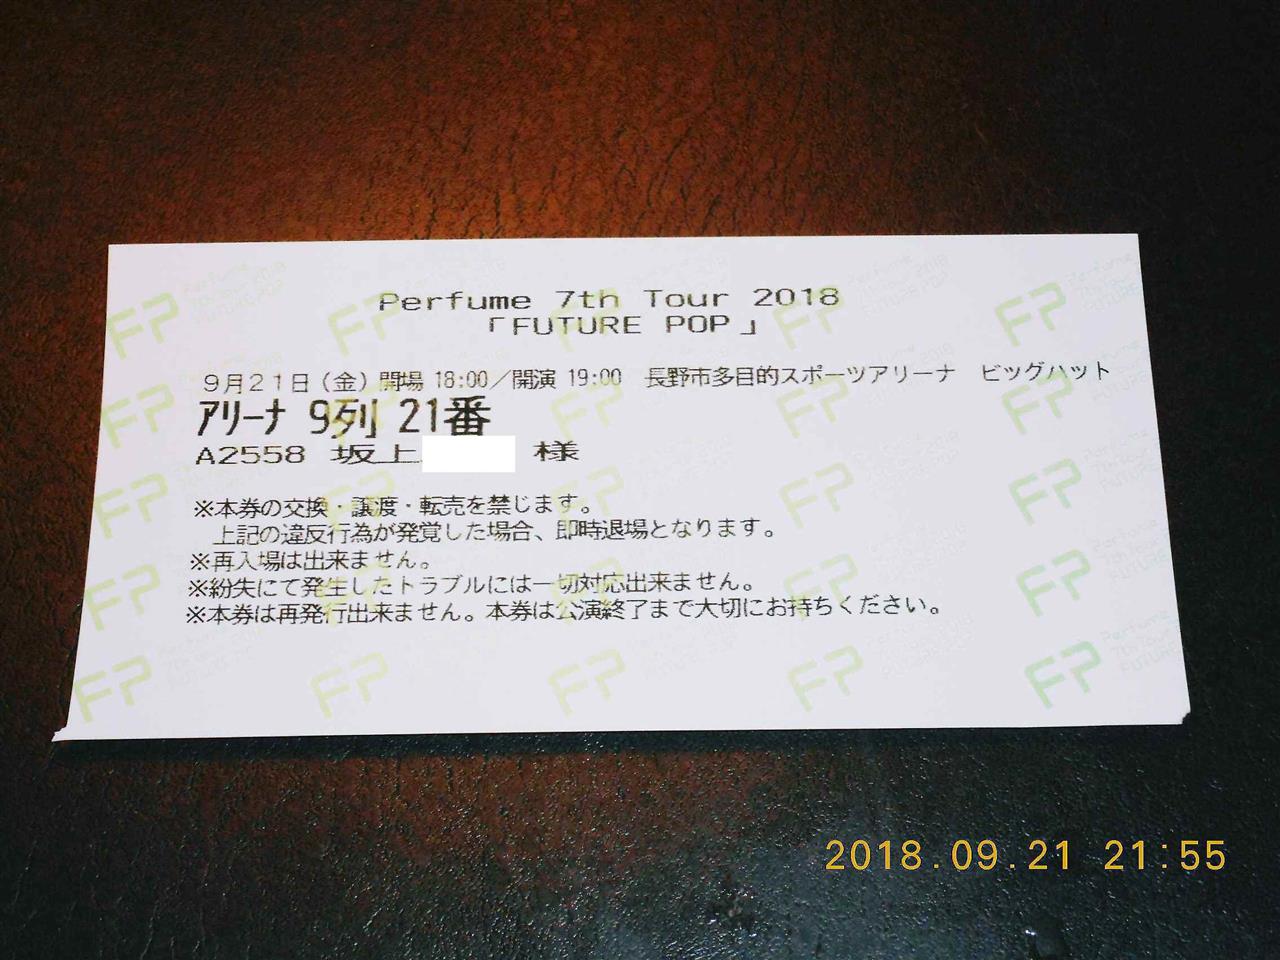 Perfume 7th Tour 2018
「FUTURE POP」
9月21日（金）開場 18:00／開演 19:00　長野市多目的スポーツアリーナ　ビッグハット
アリーナ 9列 21番
A2558 坂上 様
※本券の交換・譲渡・転売を禁じます。
上記の違反行為が発覚した場合、即時退場となります。
※再入場は出来ません。
※紛失にて発生したトラブルには一切対応出来ません。
※本券は再発行出来ません。本券は公演終了まで大切にお持ちください。
FP Perfume 7th Tour 2018 FUTURE POP
2018.09.21 21:55